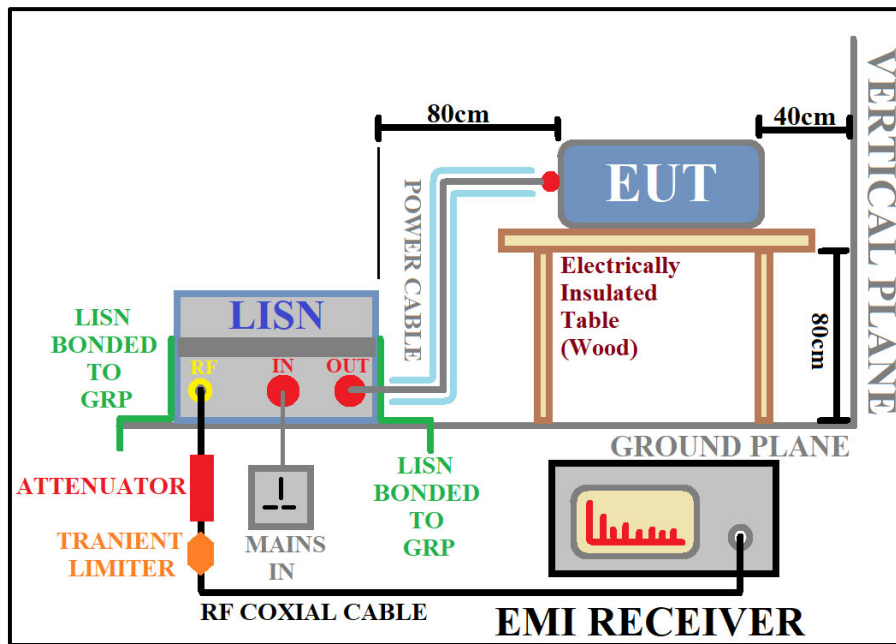 80cm
40cm
VERTICAL PLANE
EUT
POWER CABLE
Electrically
Insulated
Table
(Wood)
80cm
LISN
BONDED
TO
GRP
LISN
RF
IN
OUT
GROUND PLANE
LISN
BONDED
TO
GRP
ATTENUATOR
MAINS
IN
TRANIENT
LIMITER
RF COXIAL CABLE
EMI RECEIVER